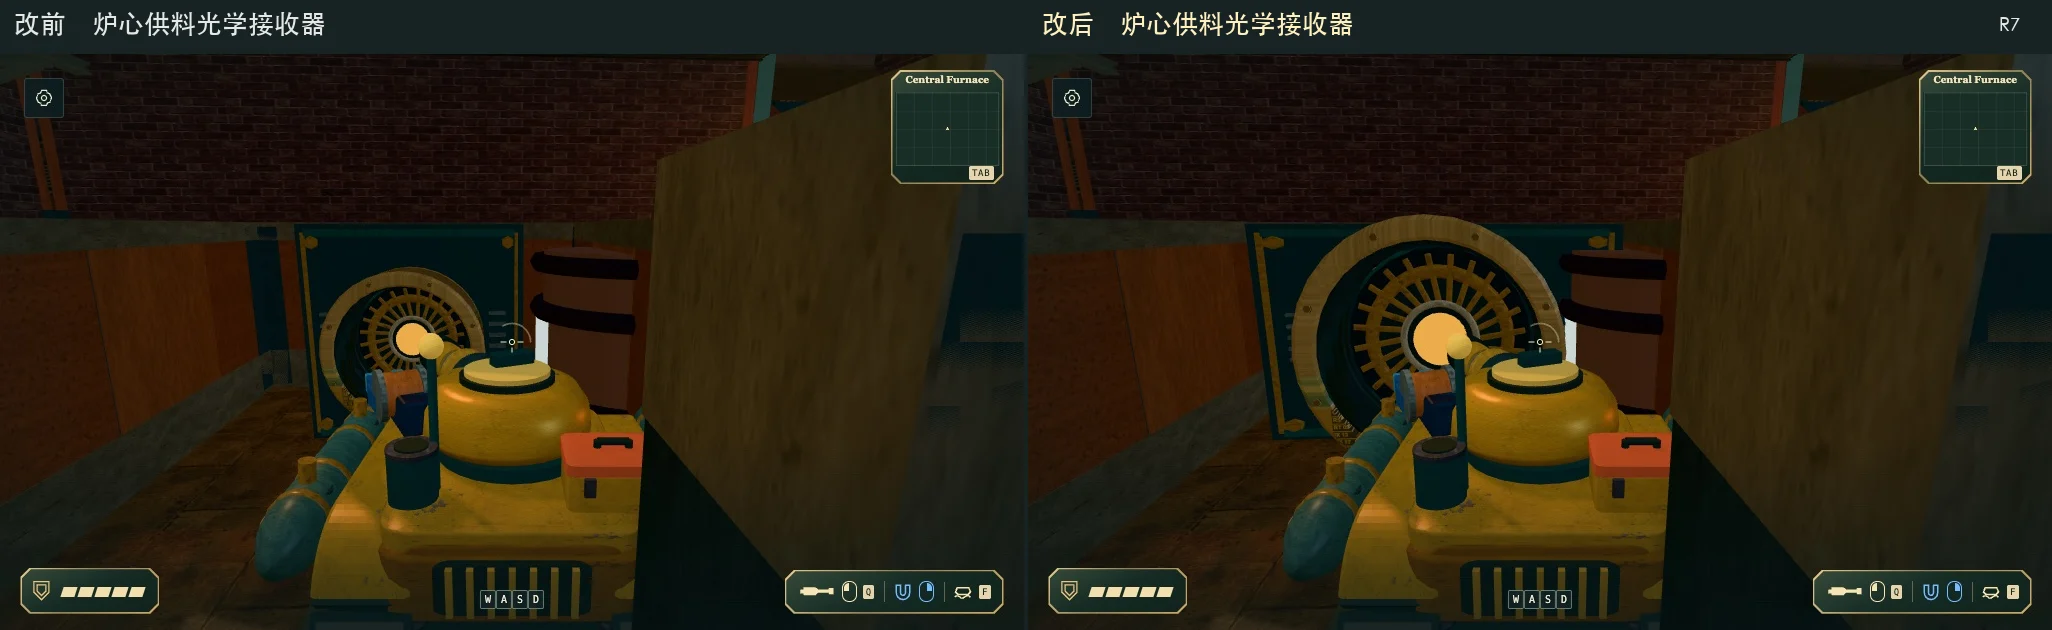 改前 炉心供料光学接收器
改后 炉心供料光学接收器
R7
Central Furnace
TAB
Central Furnace
TAB
W A S D
Q
F
W A S D
Q
F